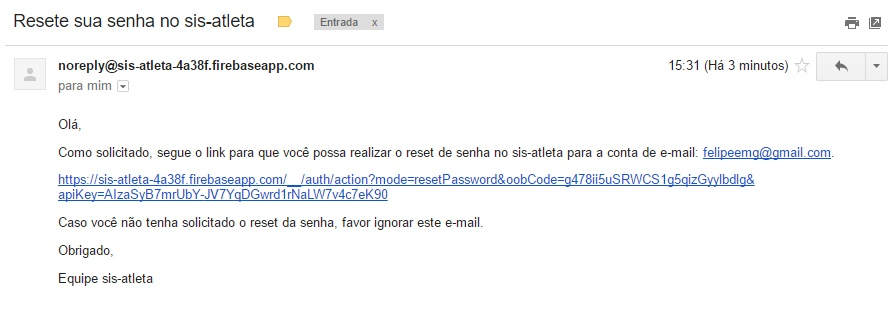 Resete sua senha no sis-atleta
Entrada x
noreply@sis-atleta-4a38f.firebaseapp.com
15:31 (Há 3 minutos)
para mim
Olá,
Como solicitado, segue o link para que você possa realizar o reset de senha no sis-atleta para a conta de e-mail: felipeemg@gmail.com.
https://sis-atleta-4a38f.firebaseapp.com/__/auth/action?mode=resetPassword&oobCode=g478ii5uSRWCS1g5qizGyylbdlg&
apiKey=AIzaSyB7mrUbY-JV7YqDGwrd1rNaLW7v4c7eK90
Caso você não tenha solicitado o reset da senha, favor ignorar este e-mail.
Obrigado,
Equipe sis-atleta